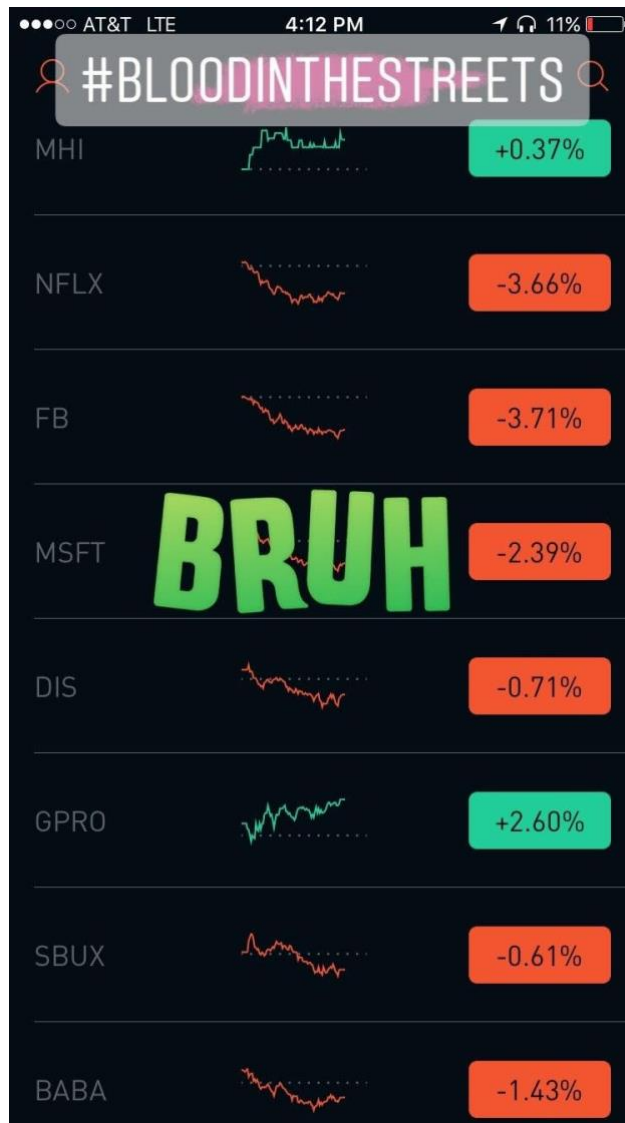 AT&T LTE 4:12 PM 11%
#BLOODINTHESTREETS
MHI +0.37%
NFLX -3.66%
FB -3.71%
MSFT BRUH -2.39%
DIS -0.71%
GPRO +2.60%
SBUX -0.61%
BABA -1.43%